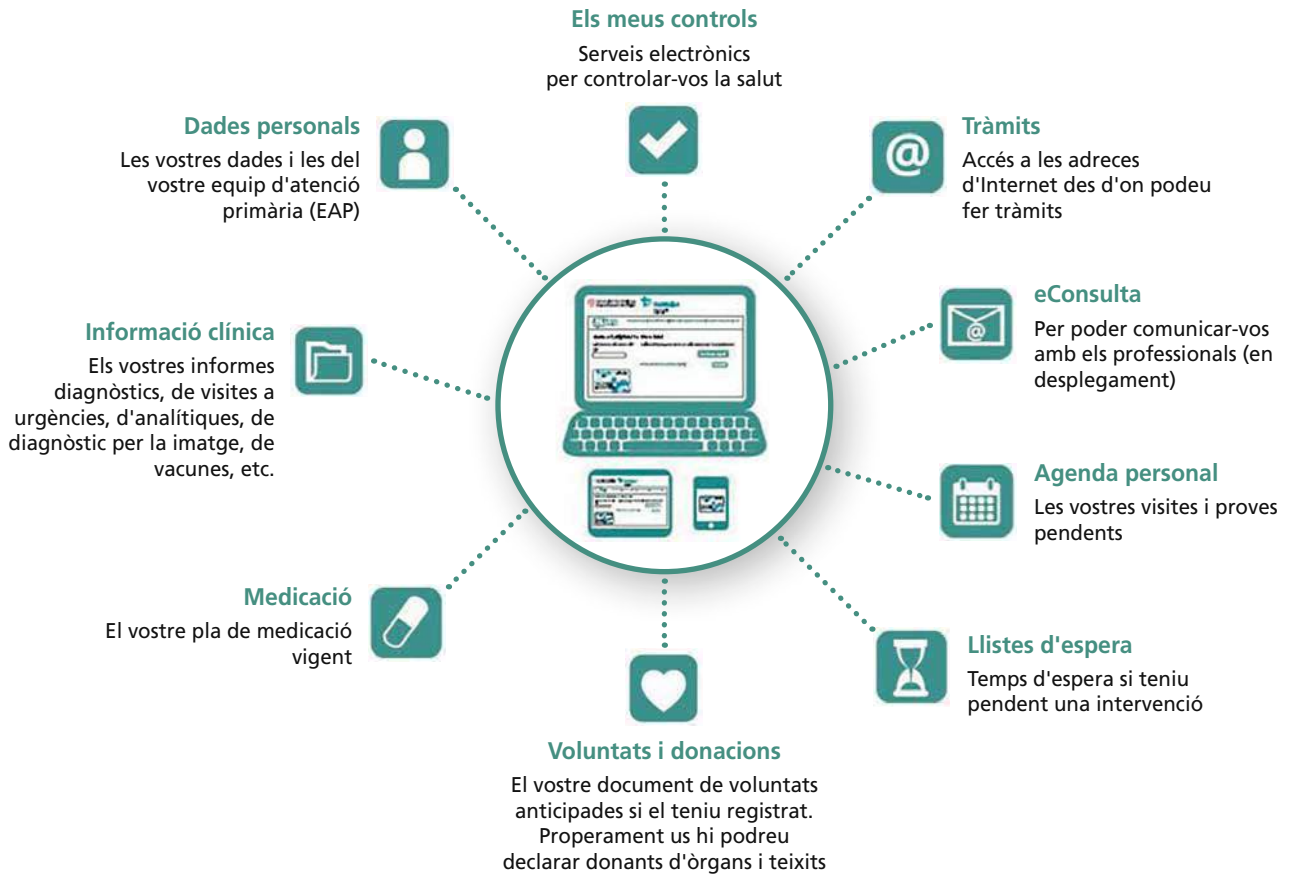 Els meus controls
Serveis electrònics
per controlar-vos la salut
Dades personals
Les vostres dades i les del
vostre equip d'atenció
primària (EAP)
Tràmits
Accés a les adreces
d'Internet des d'on podeu
fer tràmits
Informació clínica
Els vostres informes
diagnòstics, de visites a
urgències, d'analítiques, de
diagnòstic per la imatge, de
vacunes, etc.
eConsulta
Per poder comunicar-vos
amb els professionals (en
desplegament)
Agenda personal
Les vostres visites i proves
pendents
Medicació
El vostre pla de medicació
vigent
Llistes d'espera
Temps d'espera si teniu
pendent una intervenció
Voluntats i donacions
El vostre document de voluntats
anticipades si el teniu registrat.
Properament us hi podreu
declarar donants d'òrgans i teixits